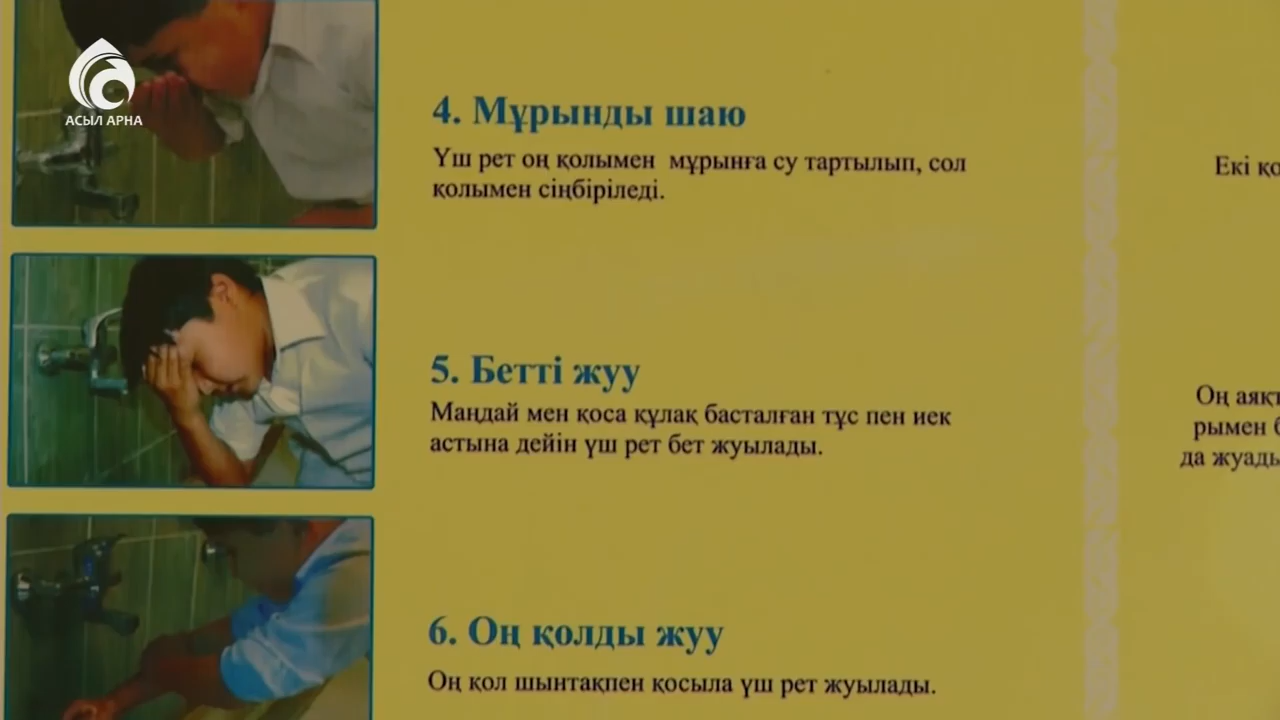 АСЫЛ АРНА
4. Мұрынды шаю
Үш рет оң қолымен мұрынға су тартылып, сол
қолымен сіңбіріледі.
5. Бетті жуу
Маңдай мен қоса құлақ басталған тұс пен иек
астына дейін үш рет бет жуылады.
6. Оң қолды жуу
Оң қол шынтақпен қосыла үш рет жуылады.
Екі
Оң
да